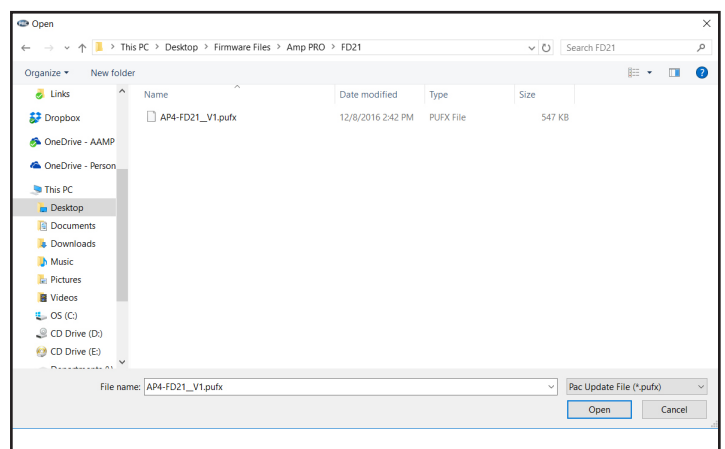 PAC Open
This PC > Desktop > Firmware Files > Amp PRO > FD21
Search FD21
Organize New folder
Links
Dropbox
OneDrive - AAMP
OneDrive - Person
This PC
Desktop
Documents
Downloads
Music
Pictures
Videos
OS (C:)
CD Drive (D:)
CD Drive (E:)
Name Date modified Type Size
AP4-FD21__V1.pufx 12/8/2016 2:42 PM PUFX File 547 KB
File name: AP4-FD21__V1.pufx
Pac Update File (*.pufx)
Open Cancel